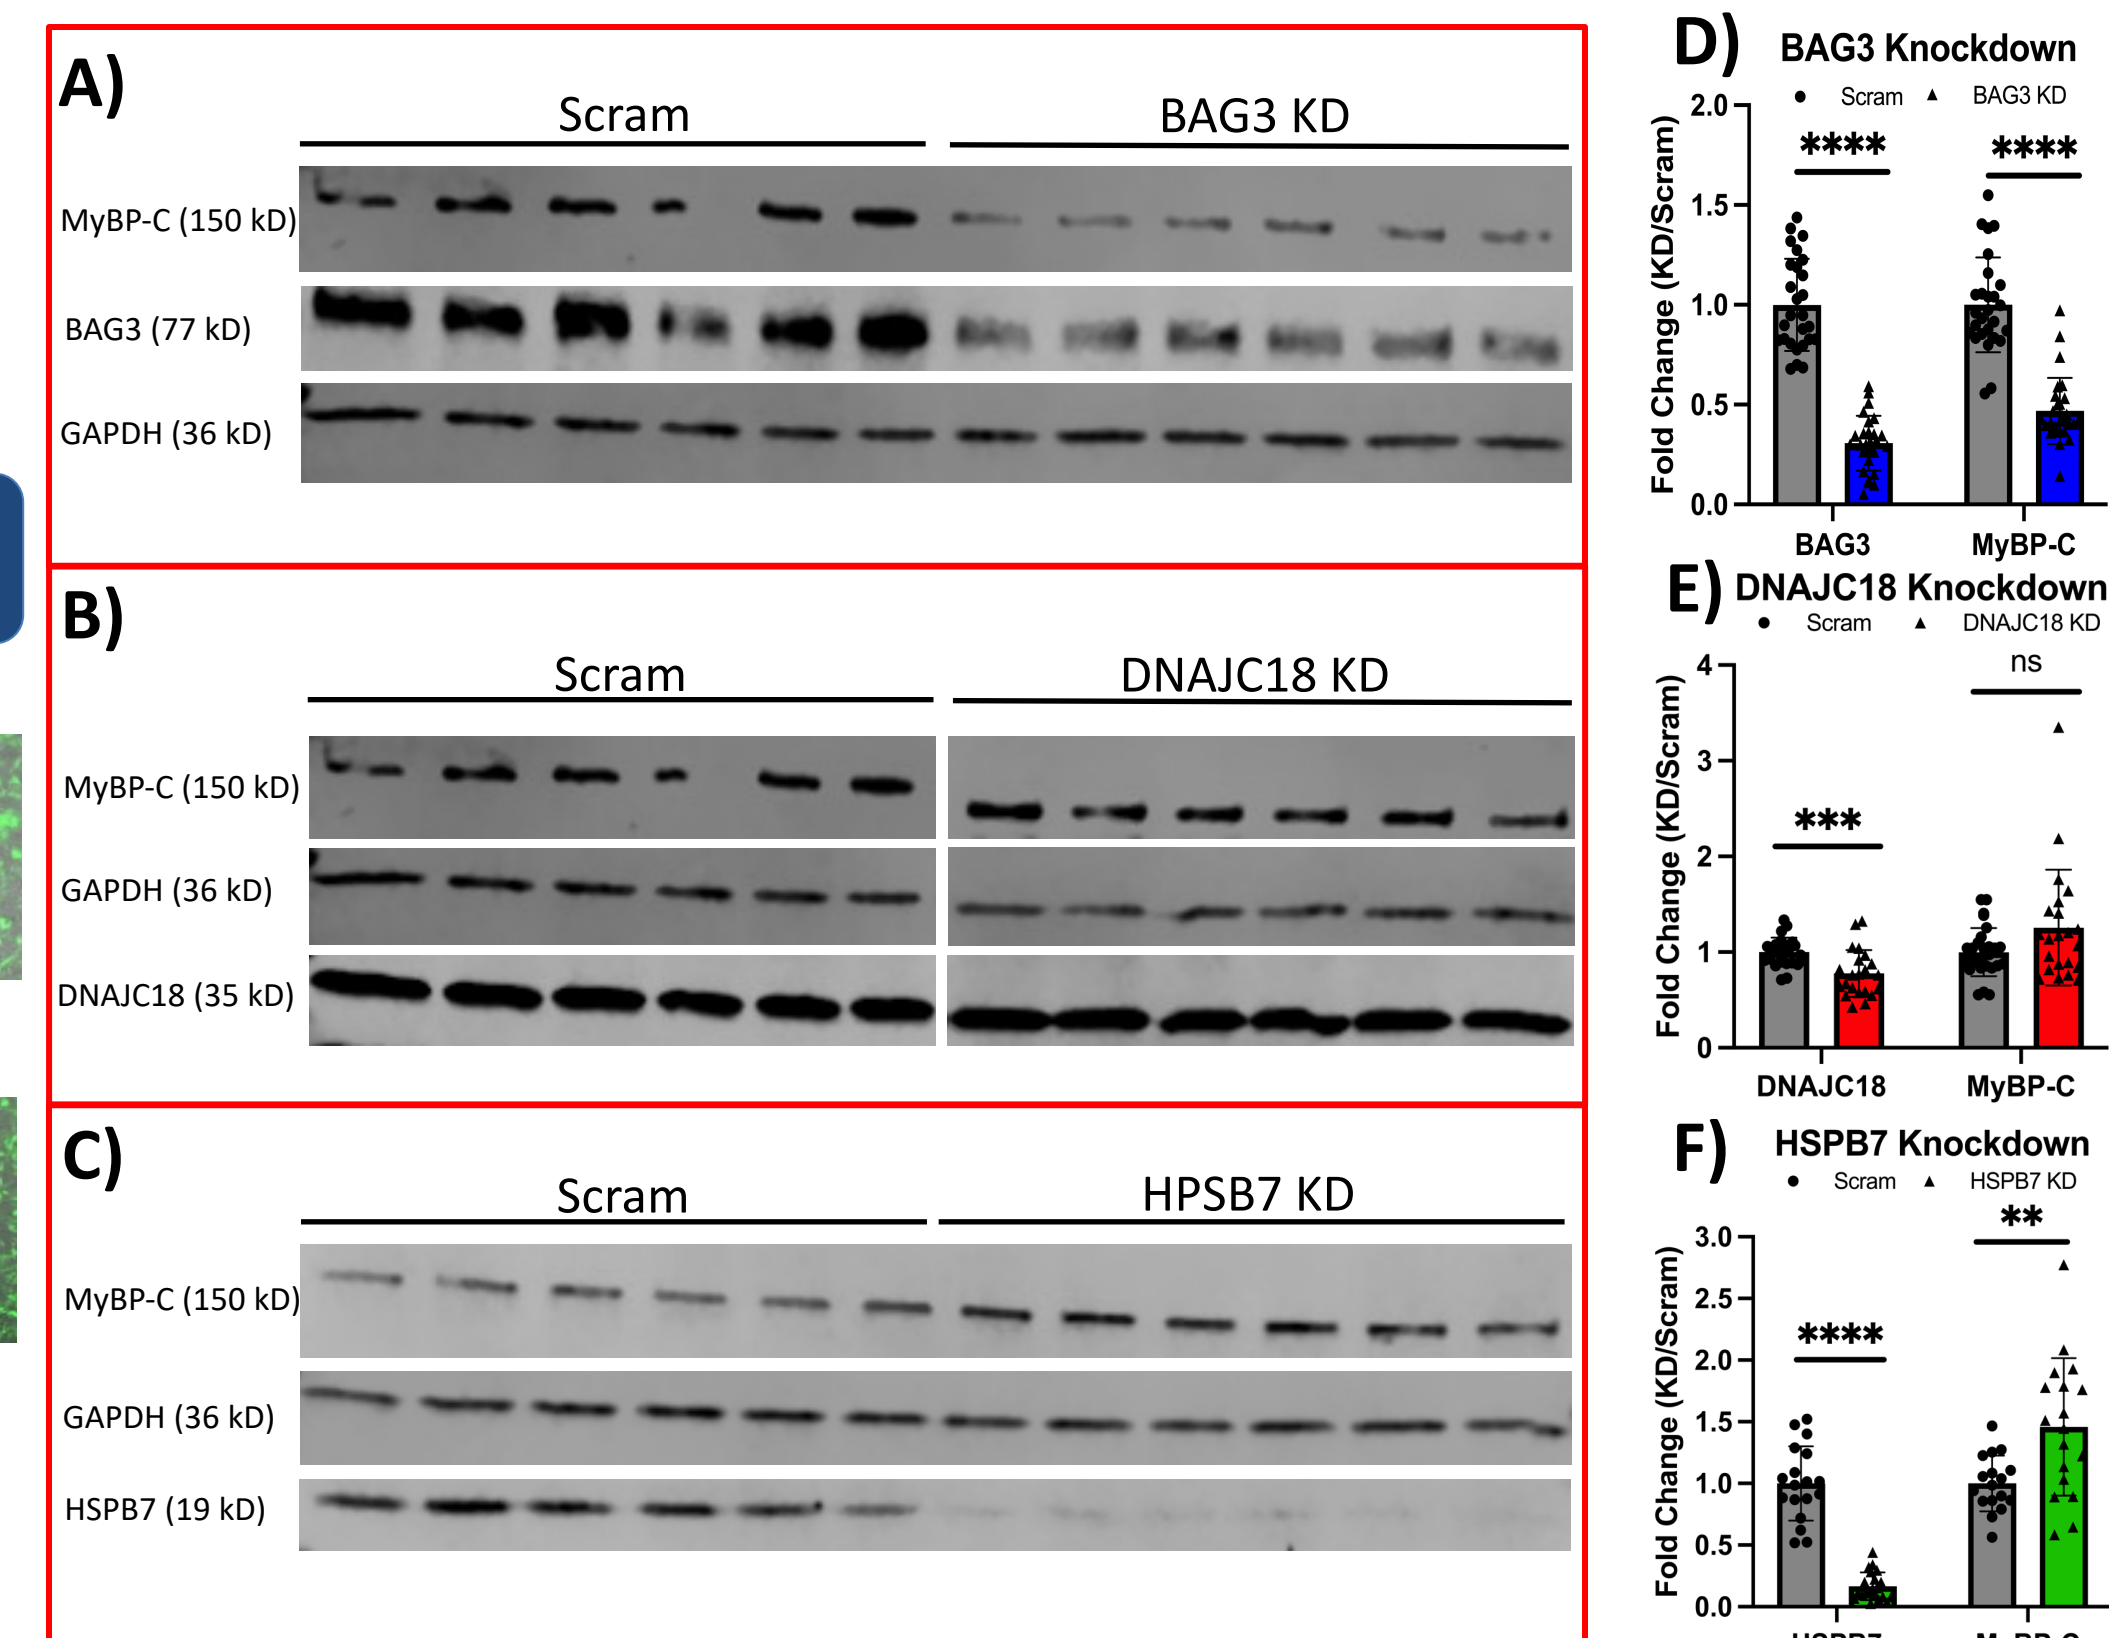 A)
Scram BAG3 KD
MyBP-C (150 kD)
BAG3 (77 kD)
GAPDH (36 kD)
B)
Scram DNAJC18 KD
MyBP-C (150 kD)
GAPDH (36 kD)
DNAJC18 (35 kD)
C)
Scram HPSB7 KD
MyBP-C (150 kD)
GAPDH (36 kD)
HSPB7 (19 kD)
D) BAG3 Knockdown
Scram BAG3 KD
Fold Change (KD/Scram)
2.0
1.5
1.0
0.5
0.0
**** ****
BAG3 MyBP-C
E) DNAJC18 Knockdown
Scram DNAJC18 KD
Fold Change (KD/Scram)
4
3
2
1
0
*** ns
DNAJC18 MyBP-C
F) HSPB7 Knockdown
Scram HSPB7 KD
Fold Change (KD/Scram)
3.0
2.5
2.0
1.5
1.0
0.5
0.0
**** **